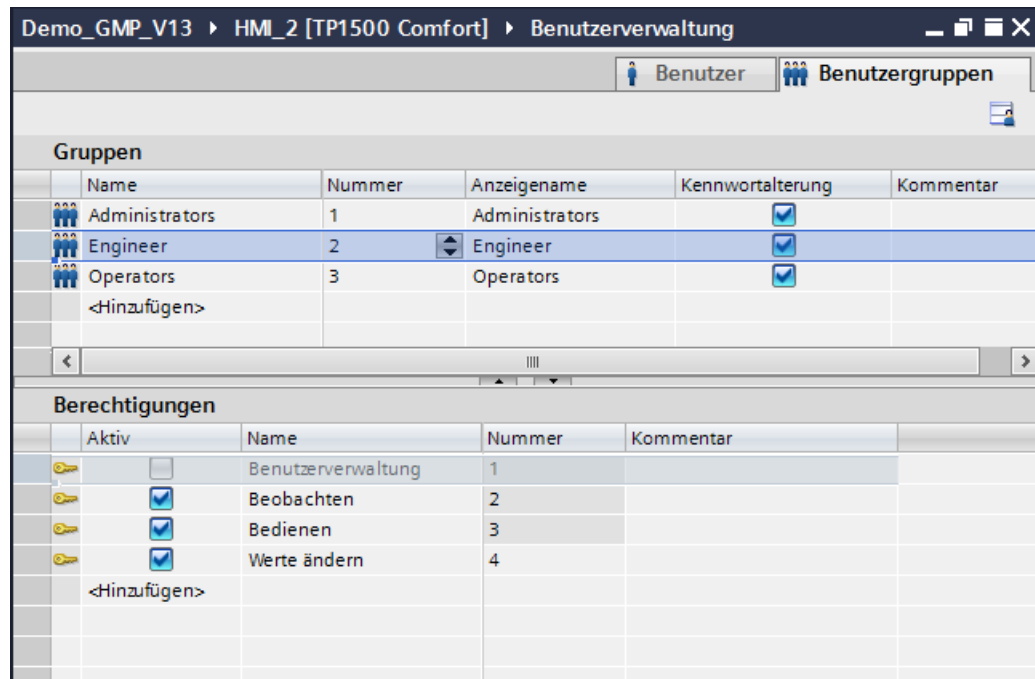 Demo_GMP_V13 ▸ HMI_2 [TP1500 Comfort] ▸ Benutzerverwaltung
Benutzer Benutzergruppen
Gruppen
Name Nummer Anzeigename Kennwortalterung Kommentar
Administrators 1 Administrators
Engineer 2 Engineer
Operators 3 Operators
<Hinzufügen>
Berechtigungen
Aktiv Name Nummer Kommentar
Benutzerverwaltung 1
Beobachten 2
Bedienen 3
Werte ändern 4
<Hinzufügen>